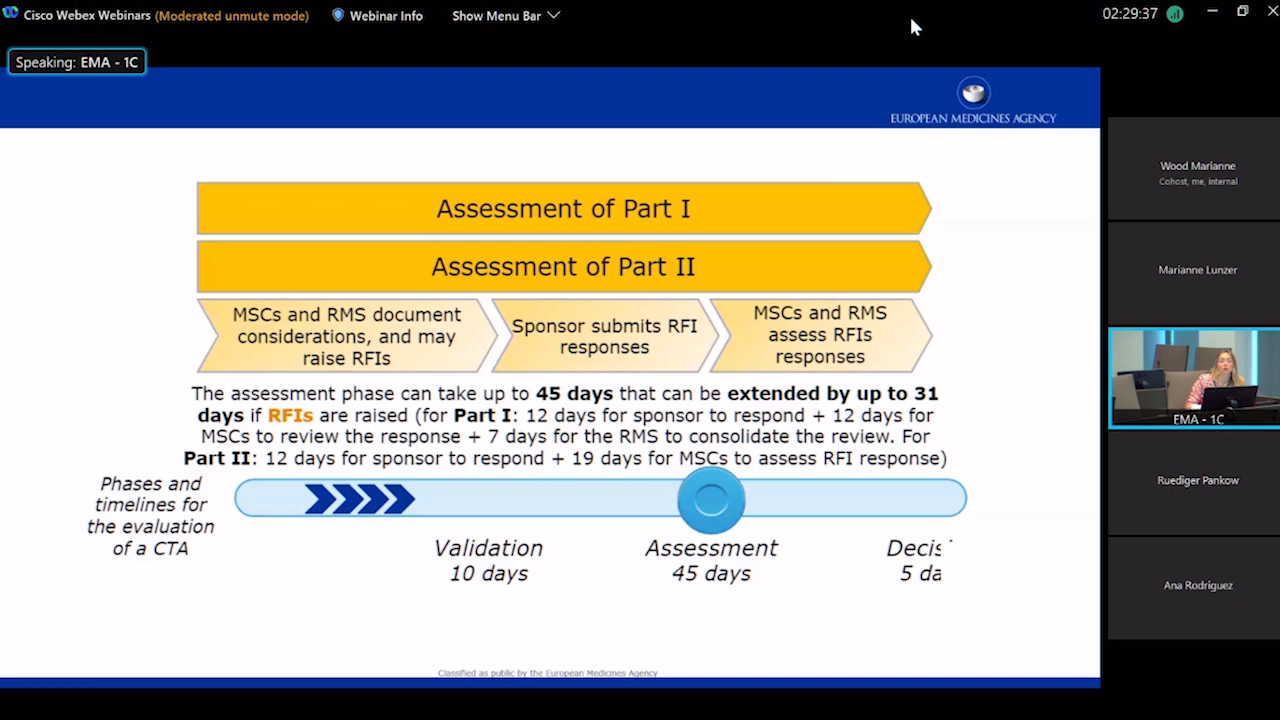 Cisco Webex Webinars (Moderated unmute mode) Webinar Info Show Menu Bar 02:29:37
Speaking: EMA - 1C
EUROPEAN MEDICINES AGENCY
Assessment of Part I
Assessment of Part II
MSCs and RMS document
considerations, and may
raise RFIs
Sponsor submits RFI
responses
MSCs and RMS
assess RFIs
responses
The assessment phase can take up to 45 days that can be extended by up to 31
days if RFIs are raised (for Part I: 12 days for sponsor to respond + 12 days for
MSCs to review the response + 7 days for the RMS to consolidate the review. For
Part II: 12 days for sponsor to respond + 19 days for MSCs to assess RFI response)
Phases and
timelines for
the evaluation
of a CTA
Validation
10 days
Assessment
45 days
Decis
5 da
Classified as public by the European Medicines Agency
Wood Marianne
Cohost, me, internal
Marianne Lunzer
EMA - 1C
Ruediger Pankow
Ana Rodriguez